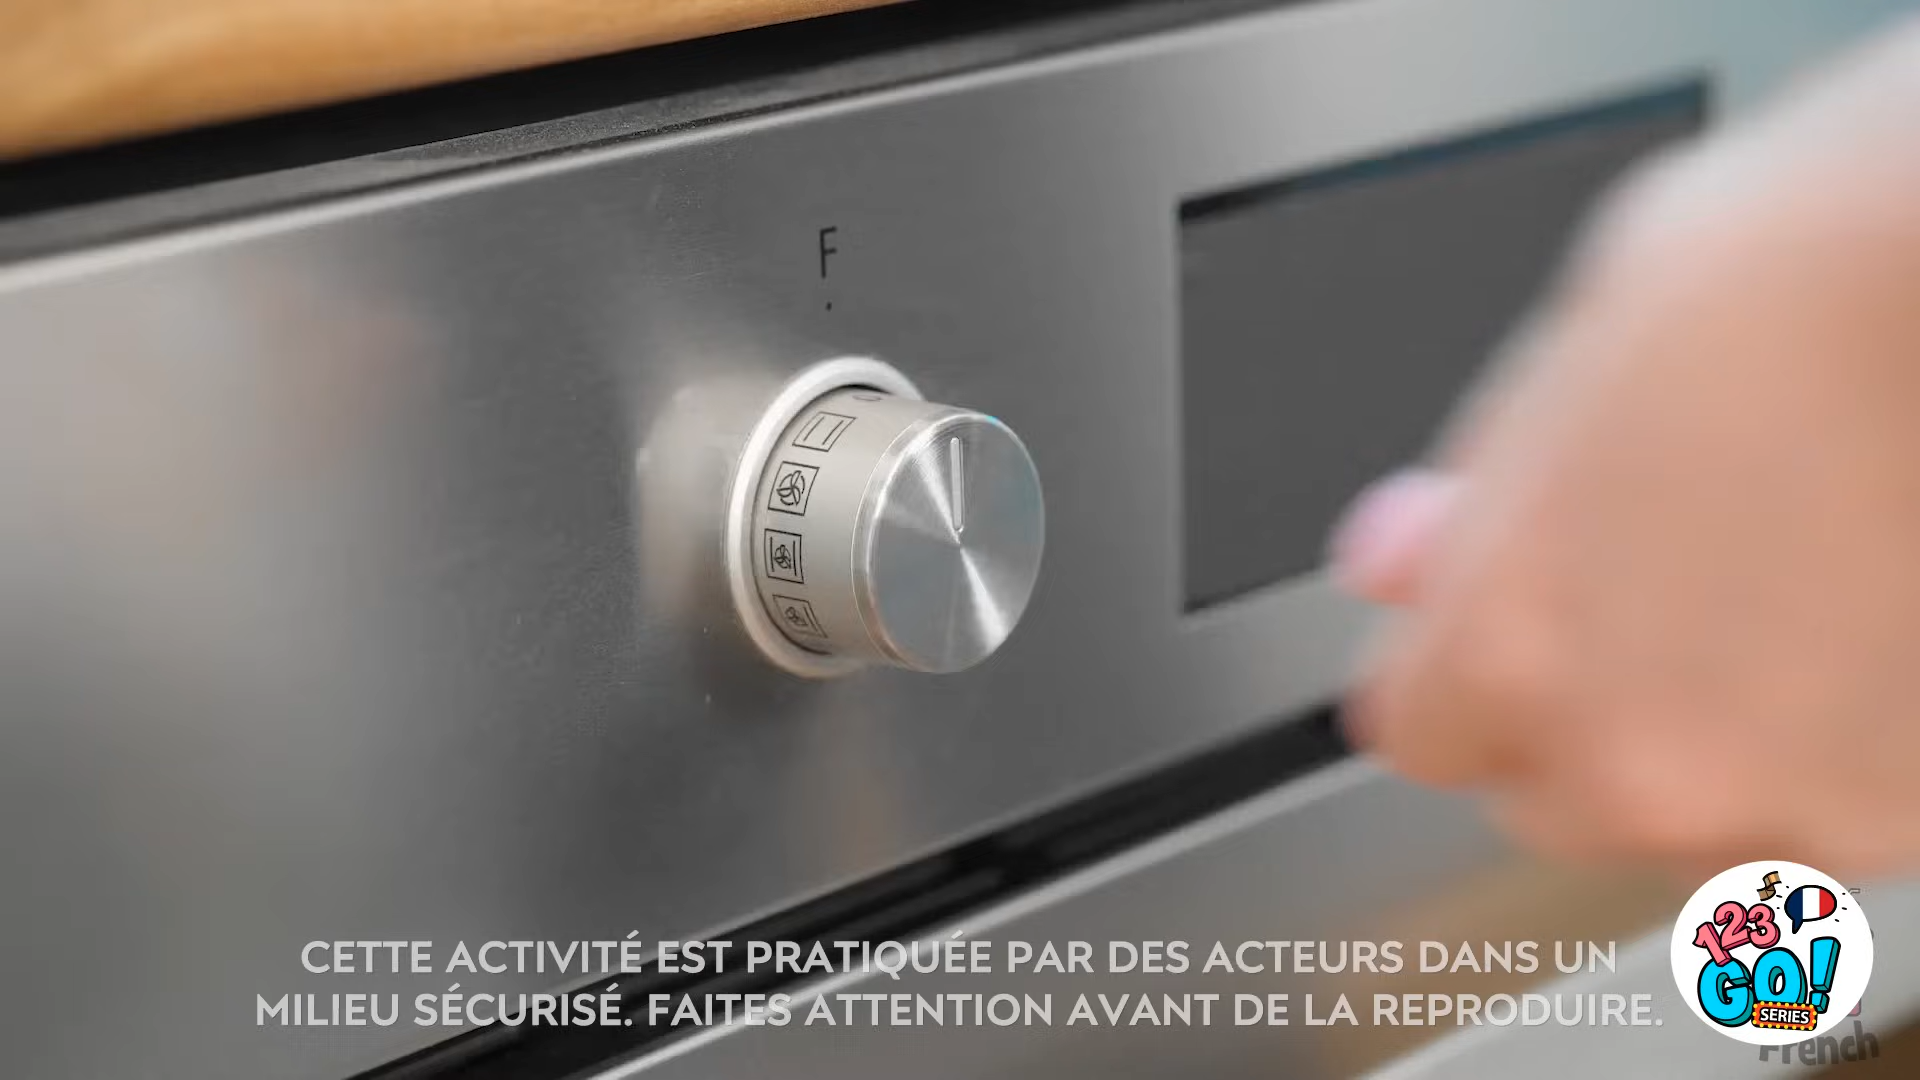 F
CETTE ACTIVITÉ EST PRATIQUÉE PAR DES ACTEURS DANS UN
MILIEU SÉCURISÉ. FAITES ATTENTION AVANT DE LA REPRODUIRE.
123
GO!
SERIES
French